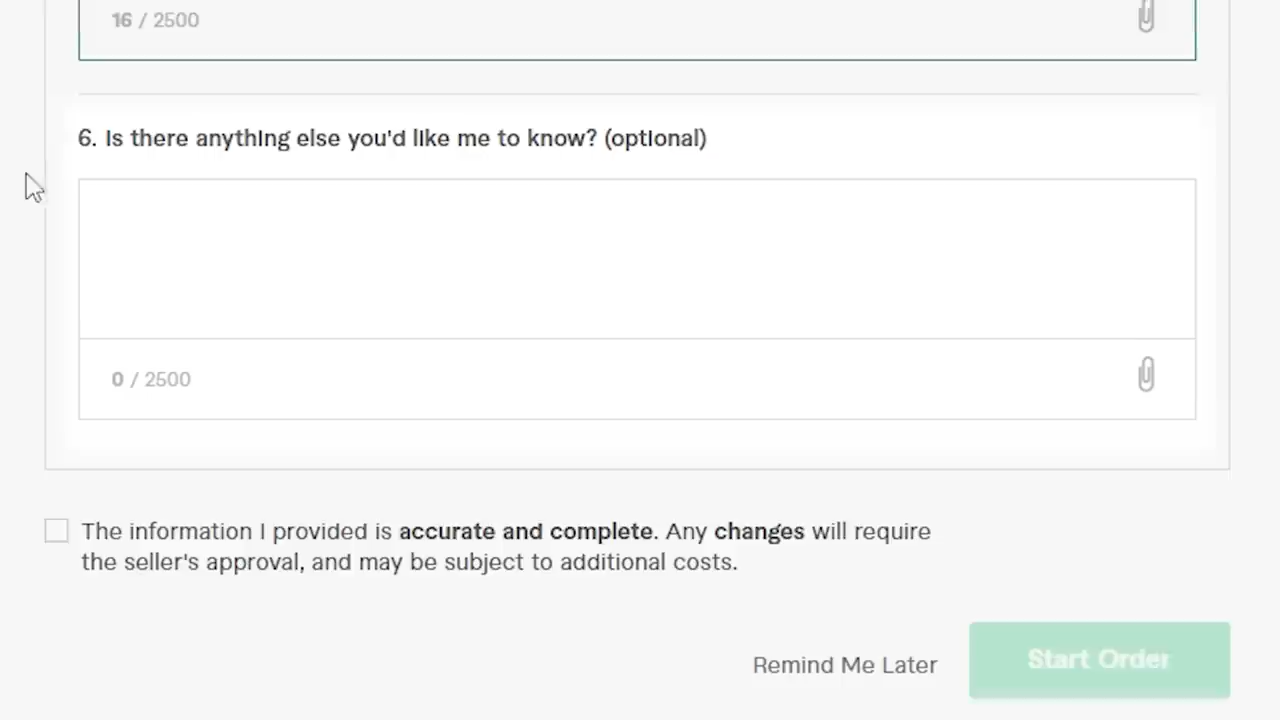 16 / 2500
6. Is there anything else you'd like me to know? (optional)
0 / 2500
The information I provided is accurate and complete. Any changes will require
the seller's approval, and may be subject to additional costs.
Remind Me Later
Start Order